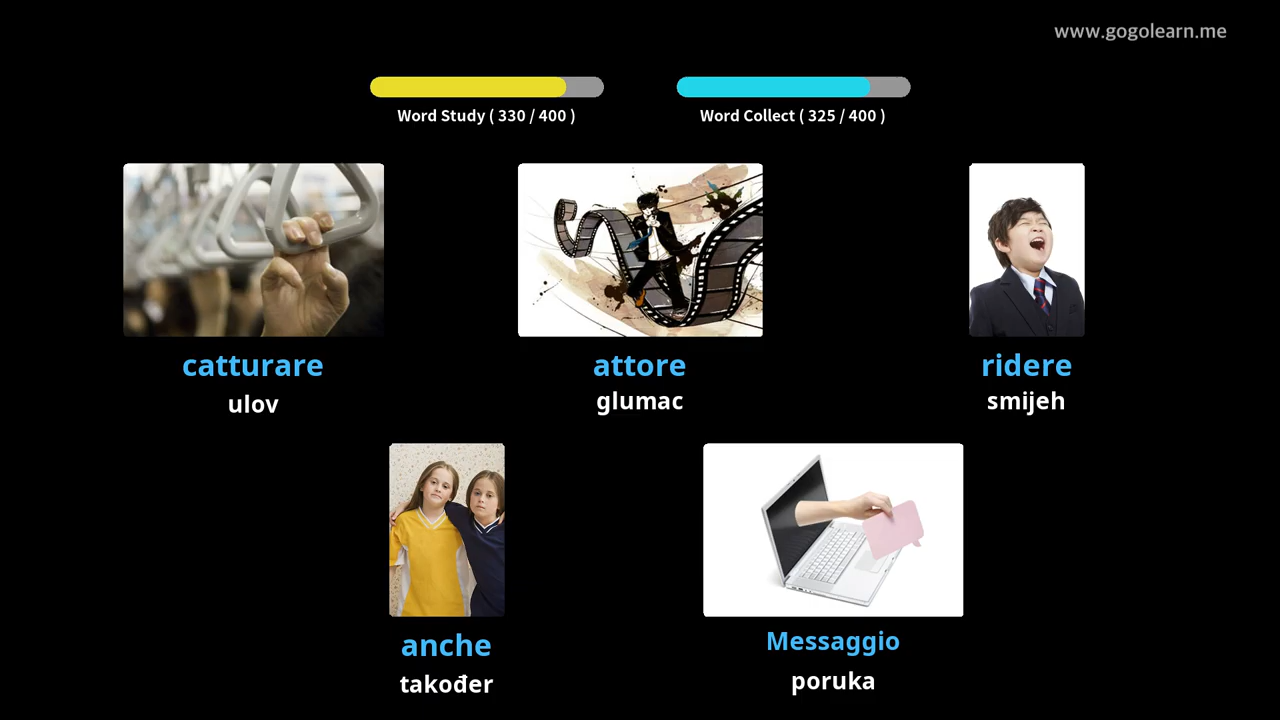 www.gogolearn.me
Word Study ( 330 / 400 )
Word Collect ( 325 / 400 )
catturare
ulov
attore
glumac
ridere
smijeh
anche
također
Messaggio
poruka